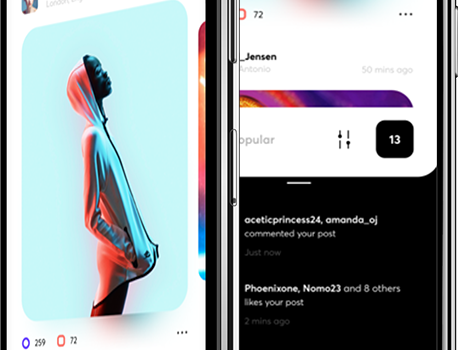 London
259
72
72
_Jensen
Antonio
50 mins ago
opular
13
aceticprincess24, amanda_oj
commented your post
Just now
Phoenixone, Nomo23 and 8 others
likes your post
2 mins ago